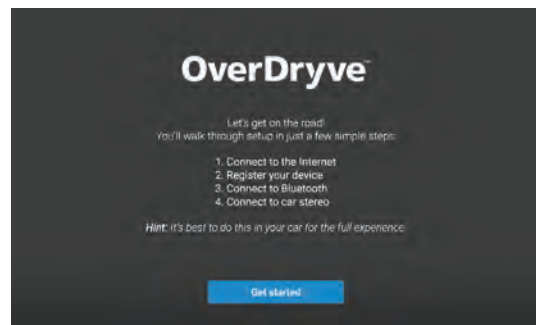 OverDryve™
Let's get on the road!
You'll walk through setup in just a few simple steps:
1. Connect to the Internet
2. Register your device
3. Connect to Bluetooth
4. Connect to car stereo
Hint: it's best to do this in your car for the full experience.
Get started